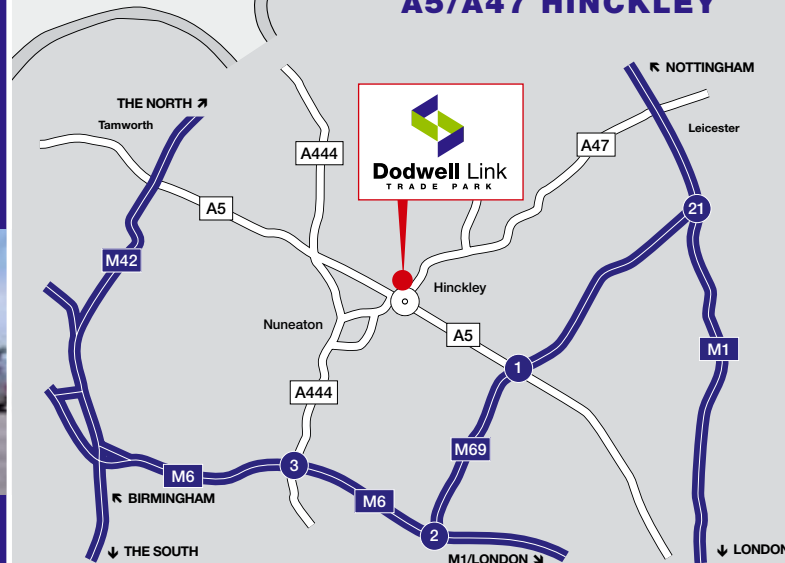 A5/A47 HINCKLEY
NOTTINGHAM
THE NORTH
Tamworth
Leicester
A444
Dodwell Link
TRADE PARK
A47
A5
21
M42
Hinckley
Nuneaton
A5
M1
1
A444
M69
3
M6
M6
BIRMINGHAM
2
THE SOUTH
M1/LONDON
LONDON